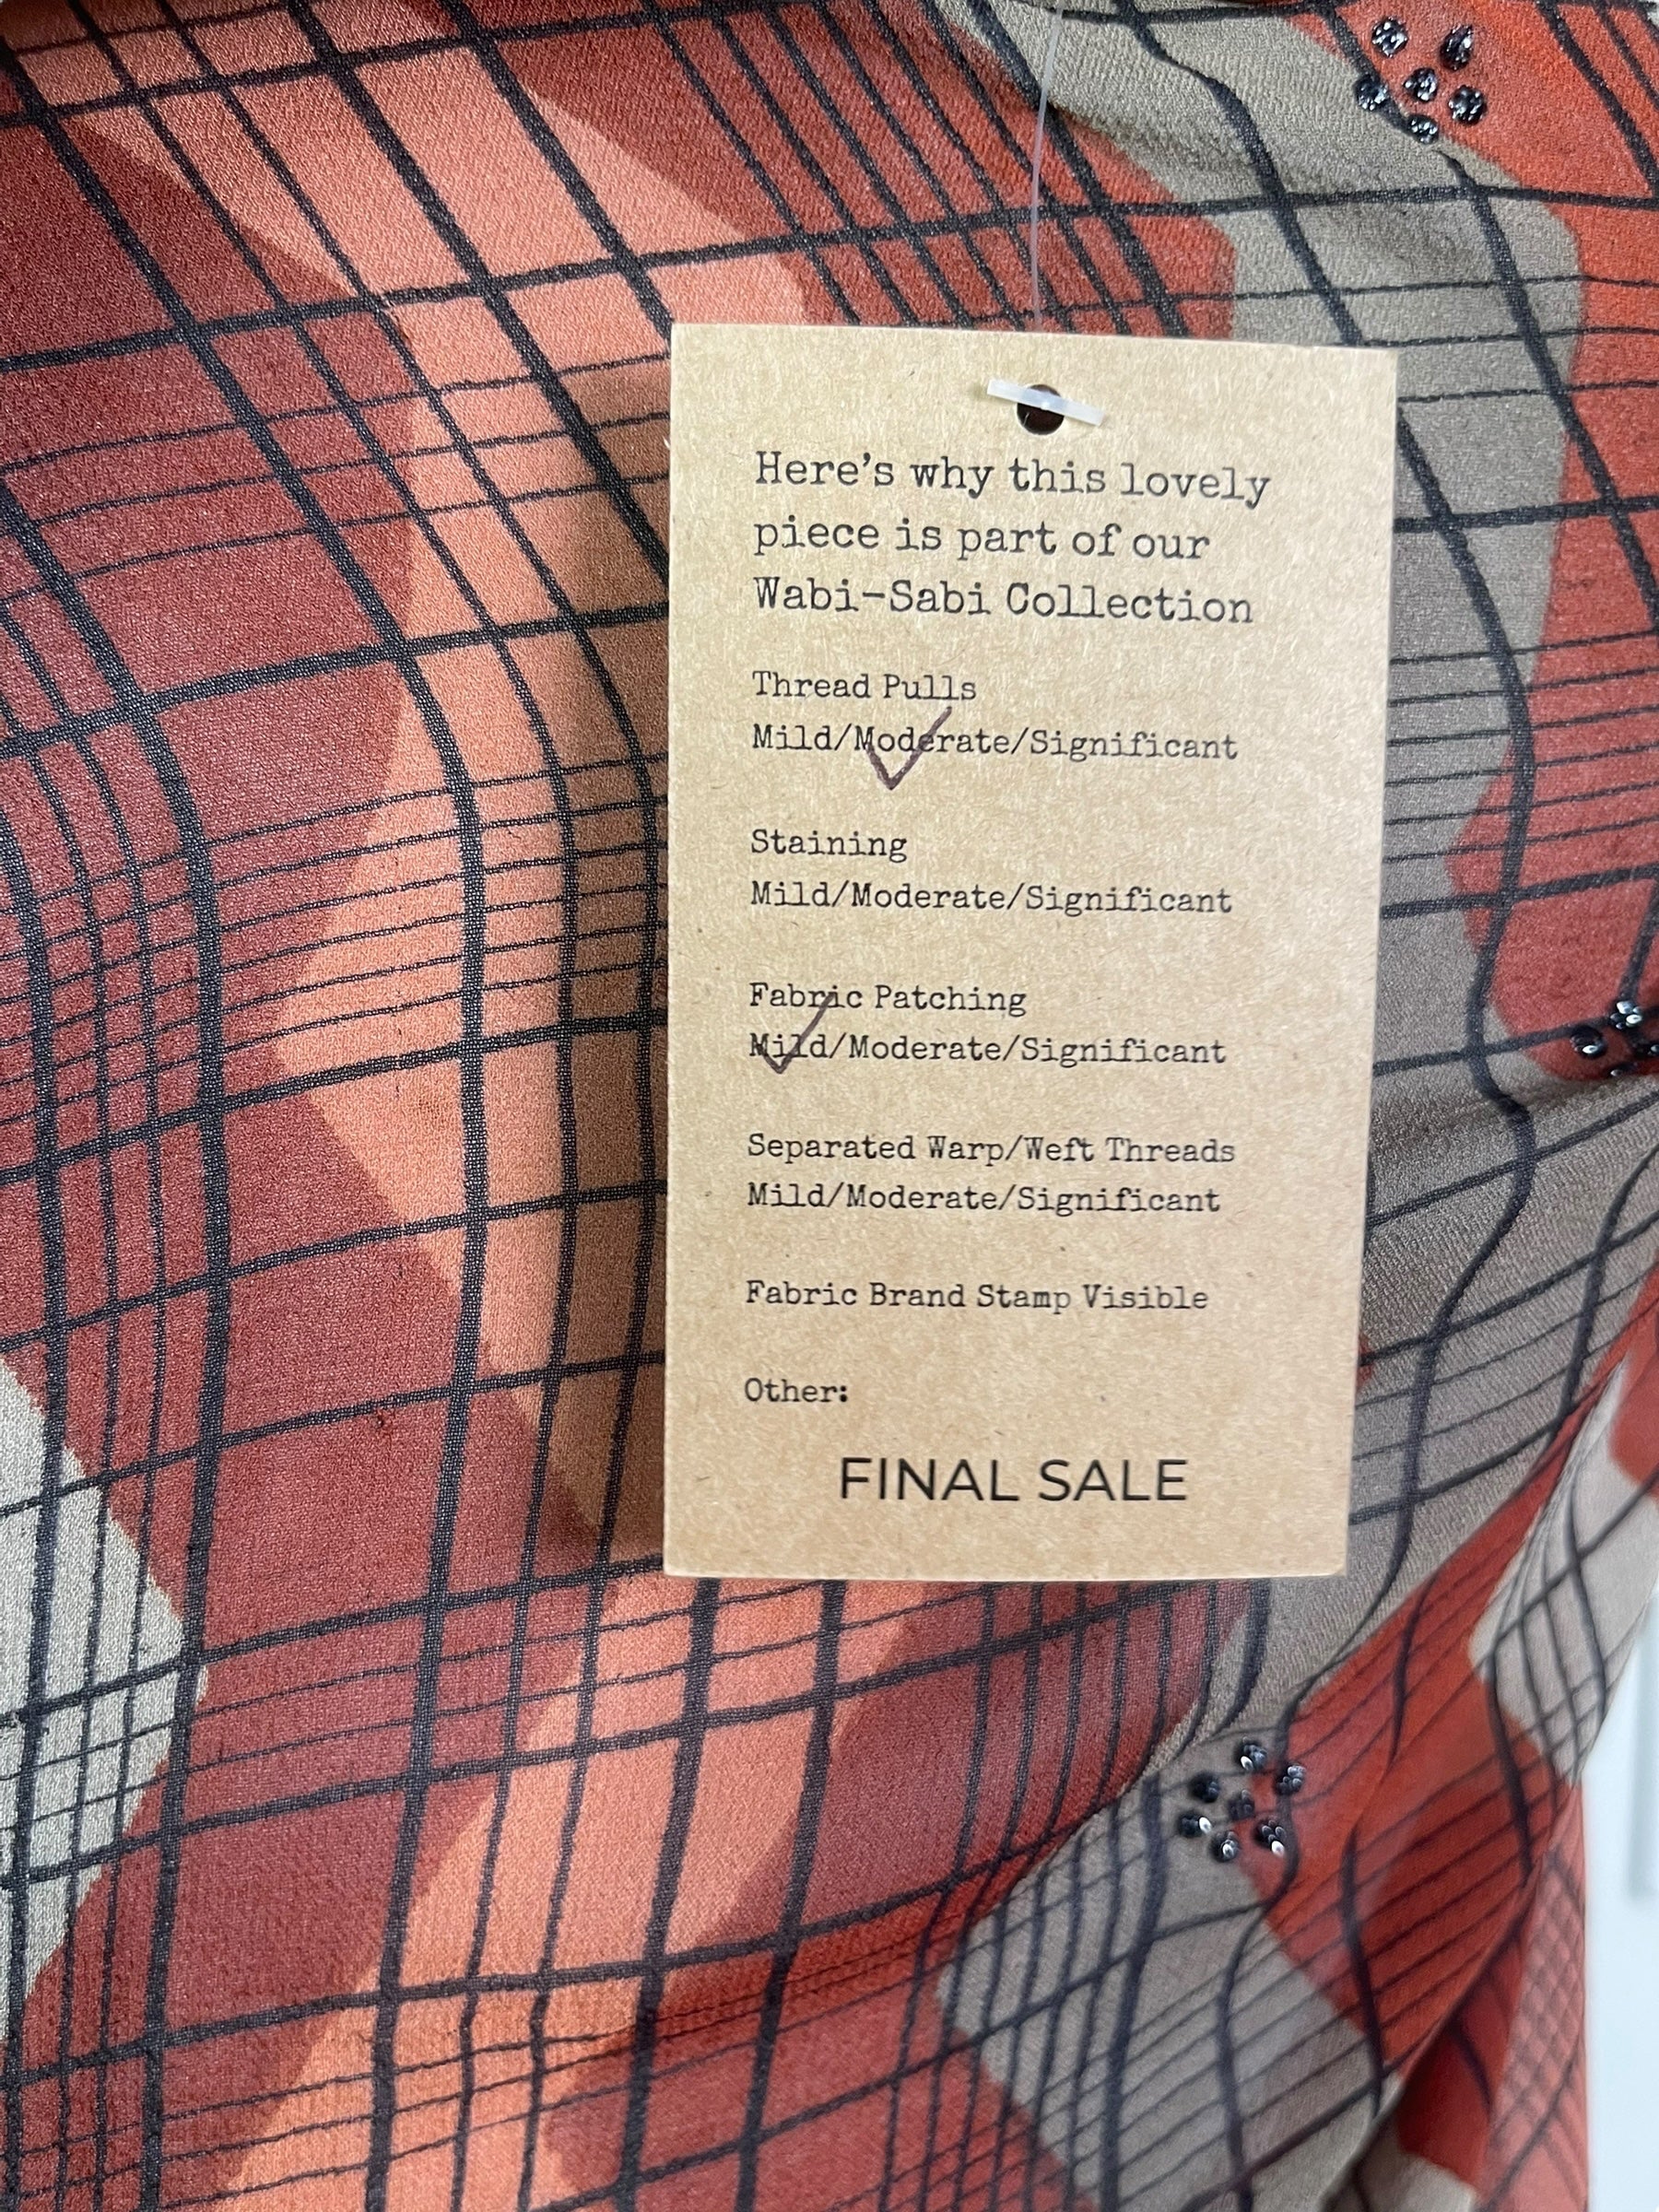 Here's why this lovely
piece is part of our
Wabi-Sabi Collection
Thread Pulls
Mild/Moderate/Significant
Staining
Mild/Moderate/Significant
Fabric Patching
Mild/Moderate/Significant
Separated Warp/Weft Threads
Mild/Moderate/Significant
Fabric Brand Stamp Visible
Other:
FINAL SALE